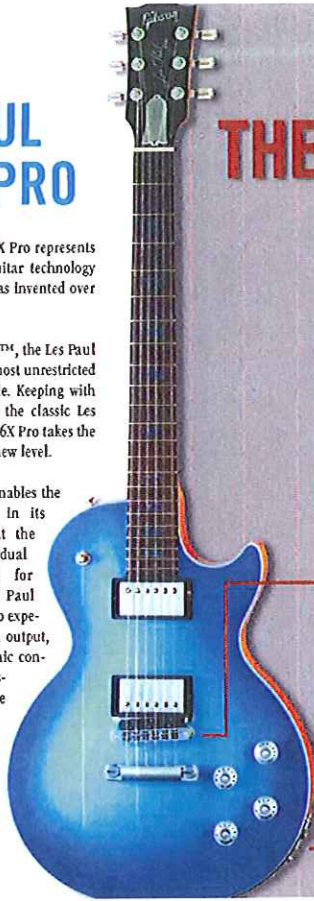 Gibson
UL
PRO
THE
X Pro represents
itar technology
as invented over
™, the Les Paul
nost unrestricted
e. Keeping with
the classic Les
6X Pro takes the
ew level.
nables the
in its
t the
dual
for
Paul
o expe-
output,
nic con-
s-
e